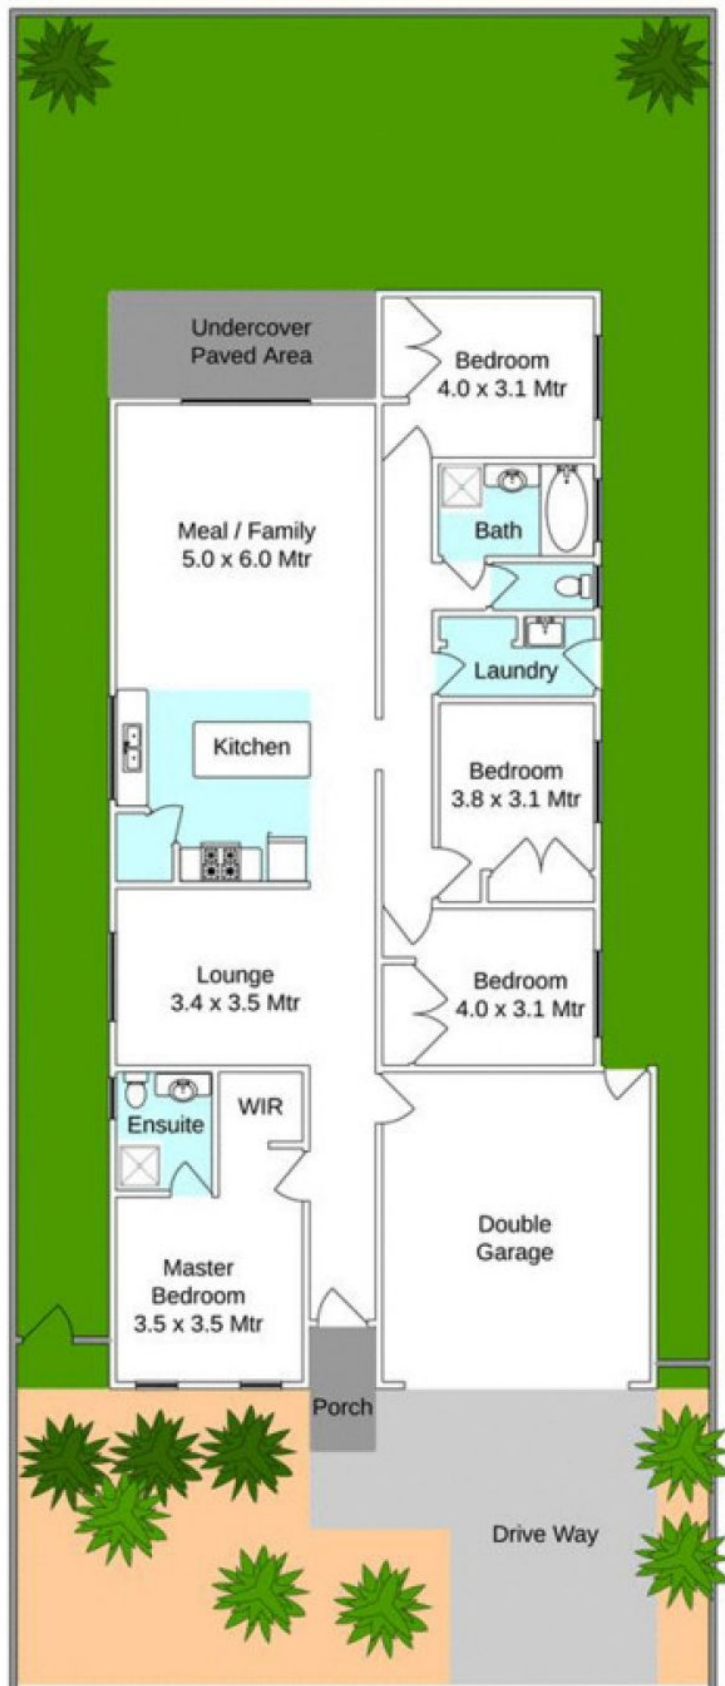 Undercover
Paved Area
Bedroom
4.0 x 3.1 Mtr
Meal / Family
5.0 x 6.0 Mtr
Bath
Laundry
Kitchen
Bedroom
3.8 x 3.1 Mtr
Lounge
3.4 x 3.5 Mtr
Bedroom
4.0 x 3.1 Mtr
Ensuite
WIR
Double
Garage
Master
Bedroom
3.5 x 3.5 Mtr
Porch
Drive Way